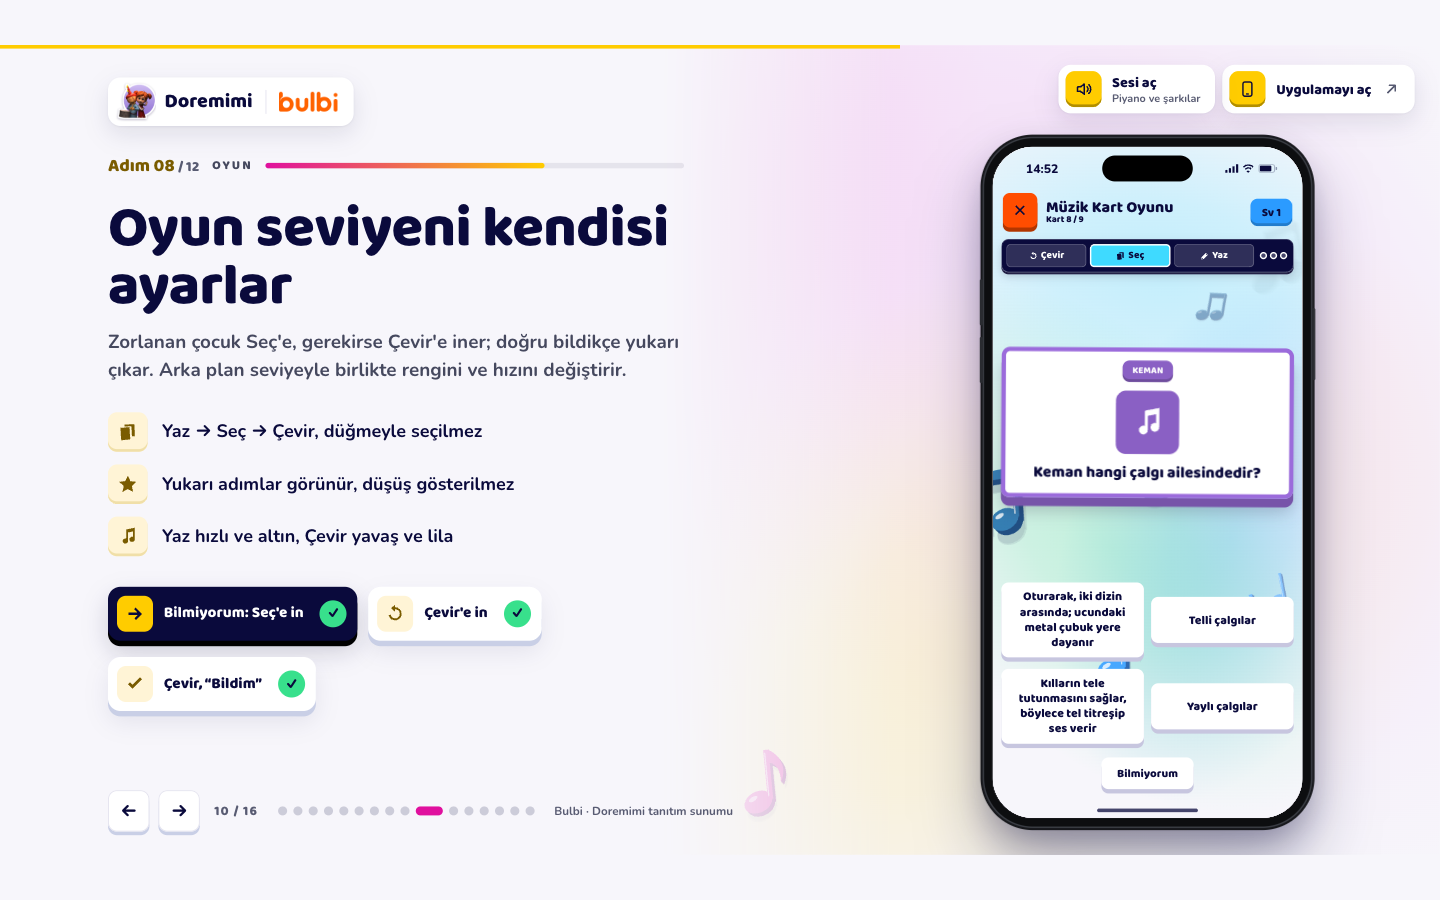 Doremimi
bulbi
Sesi aç
Piyano ve şarkılar
Uygulamayı aç
Adım 08 / 12 OYUN
Oyun seviyeni kendisi
ayarlar
Zorlanan çocuk Seç'e, gerekirse Çevir'e iner; doğru bildikçe yukarı
çıkar. Arka plan seviyeyle birlikte rengini ve hızını değiştirir.
Yaz → Seç → Çevir, düğmeyle seçilmez
Yukarı adımlar görünür, düşüş gösterilmez
Yaz hızlı ve altın, Çevir yavaş ve lila
Bilmiyorum: Seç'e in
Çevir'e in
Çevir, “Bildim”
10 / 16
Bulbi · Doremimi tanıtım sunumu
14:52
Müzik Kart Oyunu
Kart 8 / 9
Sv 1
Çevir
Seç
Yaz
KEMAN
Keman hangi çalgı ailesindedir?
Oturarak, iki dizin
arasında; ucundaki
metal çubuk yere
dayanır
Telli çalgılar
Kılların tele
tutunmasını sağlar,
böylece tel titreşip
ses verir
Yaylı çalgılar
Bilmiyorum